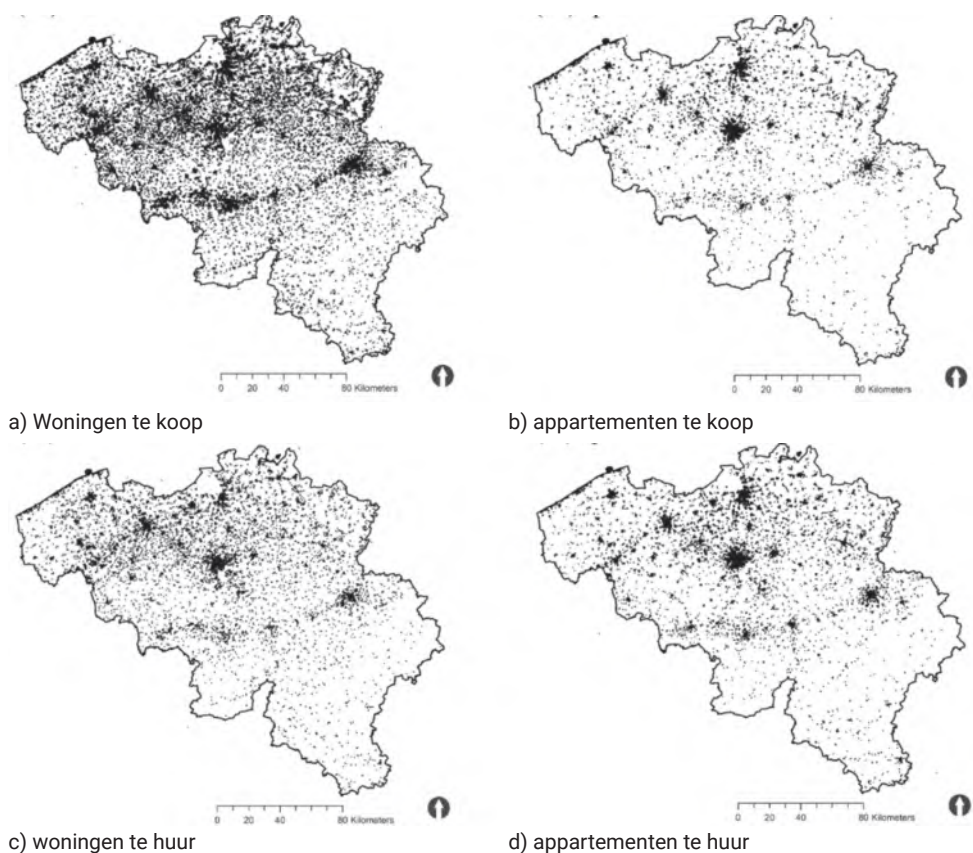 0 20 40 80 Kilometers
0 20 40 80 Kilometers
a) Woningen te koop
b) appartementen te koop
0 20 40 80 Kilometers
0 20 40 80 Kilometers
c) woningen te huur
d) appartementen te huur